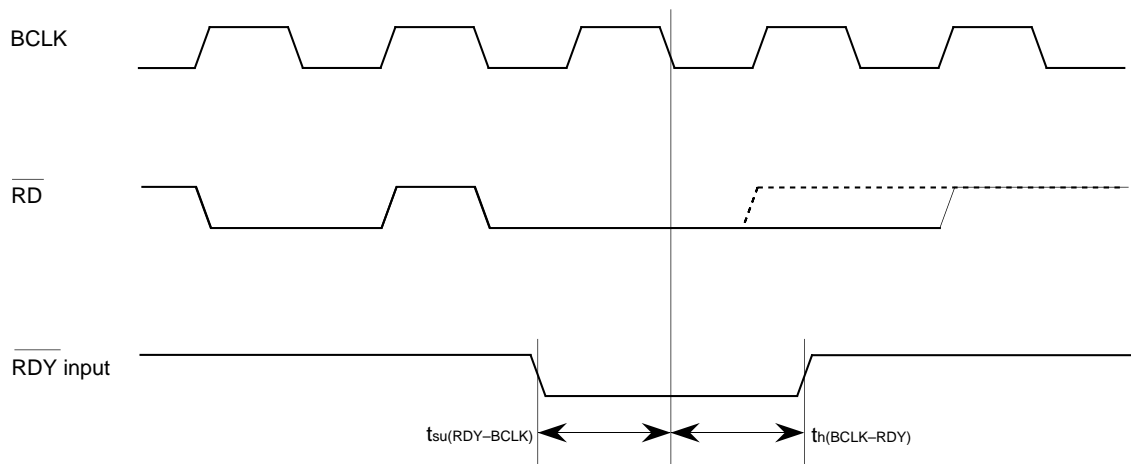 BCLK
RD
RDY input
tsu(RDY–BCLK)
th(BCLK–RDY)